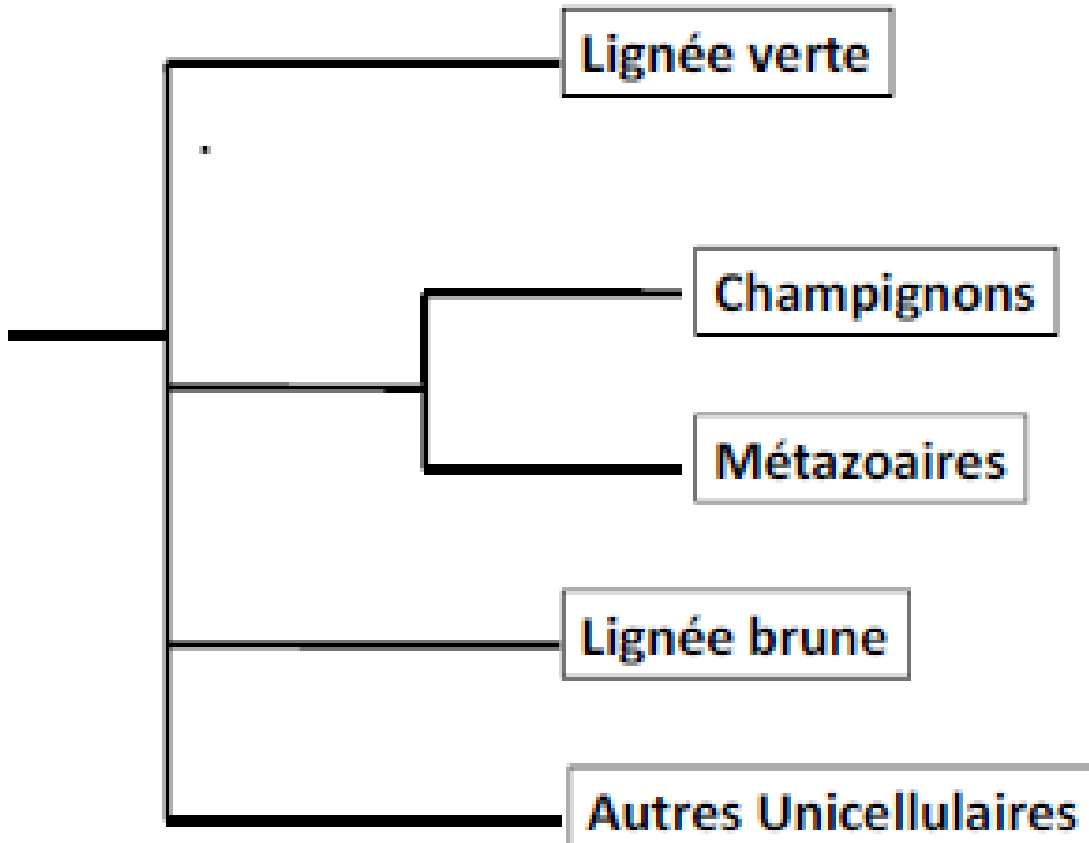 Lignée verte
Champignons
Métazoaires
Lignée brune
Autres Unicellulaires